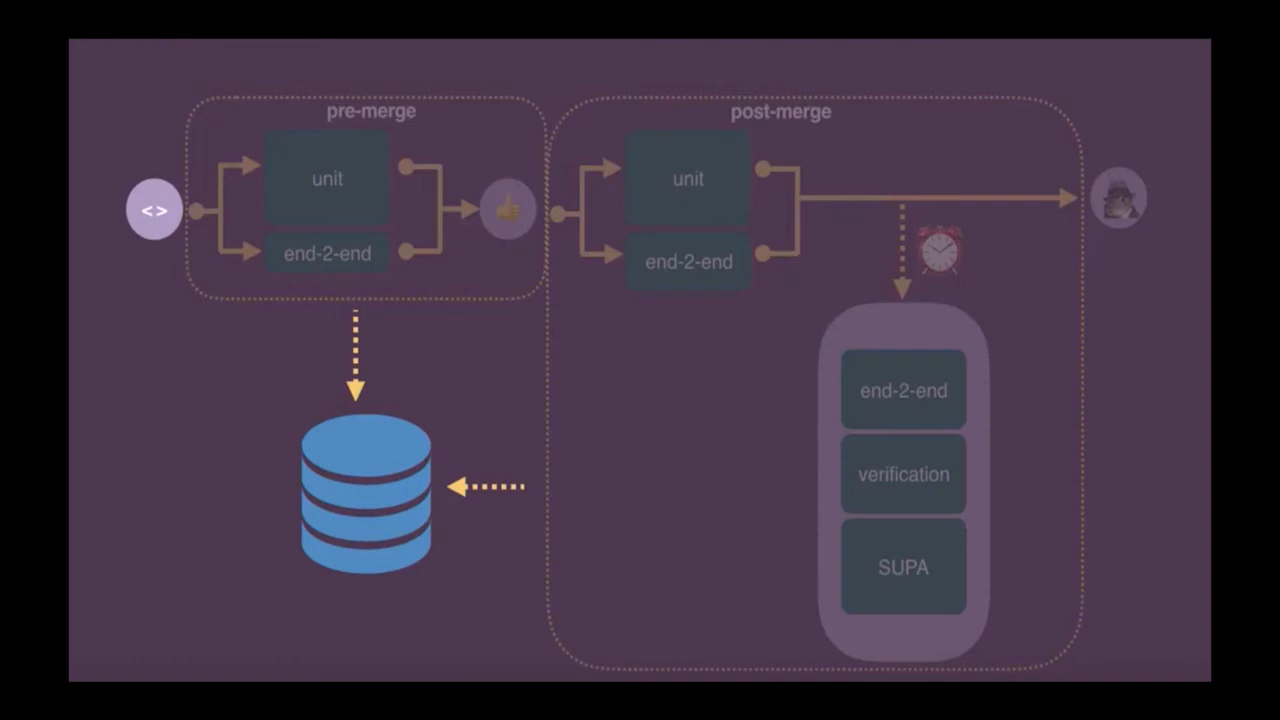 pre-merge
unit
end-2-end
<>
post-merge
unit
end-2-end
end-2-end
verification
SUPA